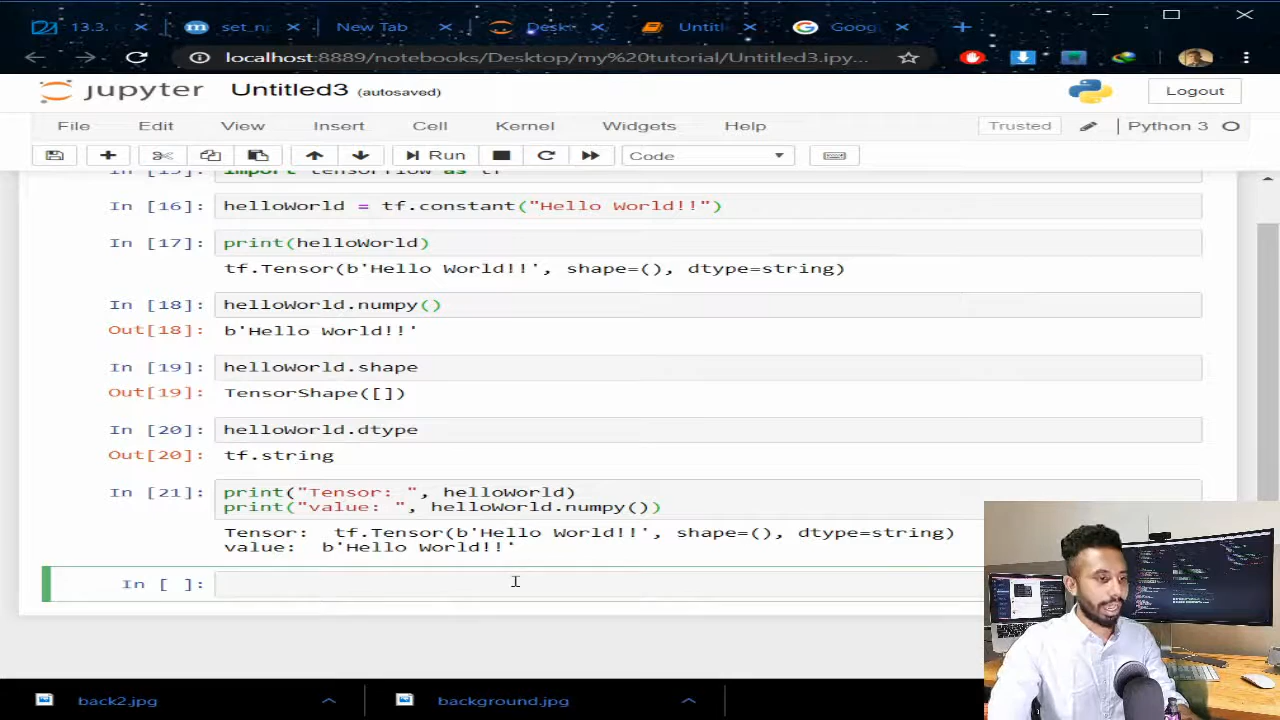 13.3.
set_n
New Tab
Deskt
Untitl
Goog
localhost:8889/notebooks/Desktop/my%20tutorial/Untitled3.ipy...
jupyter Untitled3 (autosaved)
Logout
File Edit View Insert Cell Kernel Widgets Help
Trusted
Python 3
Run
Code
In [15]: import tensorflow as tf
In [16]: helloWorld = tf.constant("Hello World!!")
In [17]: print(helloWorld)
tf.Tensor(b'Hello World!!', shape=(), dtype=string)
In [18]: helloWorld.numpy()
Out[18]: b'Hello World!!'
In [19]: helloWorld.shape
Out[19]: TensorShape([])
In [20]: helloWorld.dtype
Out[20]: tf.string
In [21]: print("Tensor: ", helloWorld)
print("value: ", helloWorld.numpy())
Tensor:  tf.Tensor(b'Hello World!!', shape=(), dtype=string)
value:  b'Hello World!!'
In [ ]:
back2.jpg
background.jpg